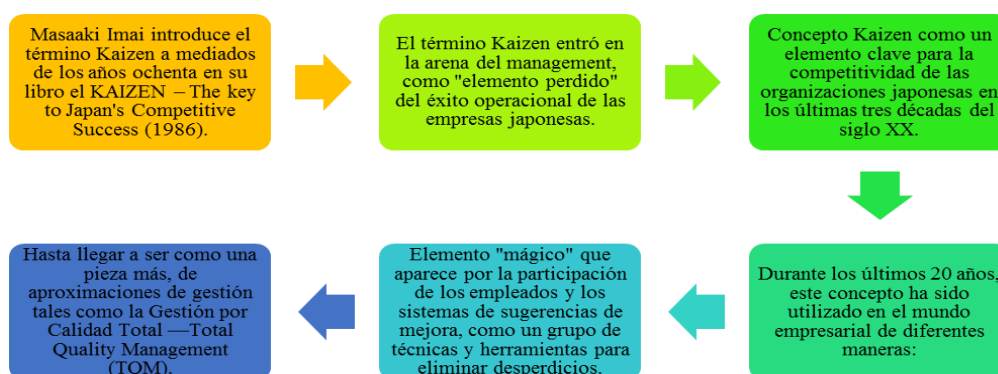 Masaaki Imai introduce el
término Kaizen a mediados
de los años ochenta en su
libro el KAIZEN – The key
to Japan's Competitive
Success (1986).
El término Kaizen entró en
la arena del management,
como "elemento perdido"
del éxito operacional de las
empresas japonesas.
Concepto Kaizen como un
elemento clave para la
competitividad de las
organizaciones japonesas en
los últimas tres décadas del
siglo XX.
Durante los últimos 20 años,
este concepto ha sido
utilizado en el mundo
empresarial de diferentes
maneras:
Elemento "mágico" que
aparece por la participación
de los empleados y los
sistemas de sugerencias de
mejora, como un grupo de
técnicas y herramientas para
eliminar desperdicios.
Hasta llegar a ser como una
pieza más, de
aproximaciones de gestión
tales como la Gestión por
Calidad Total —Total
Quality Management
(TQM).